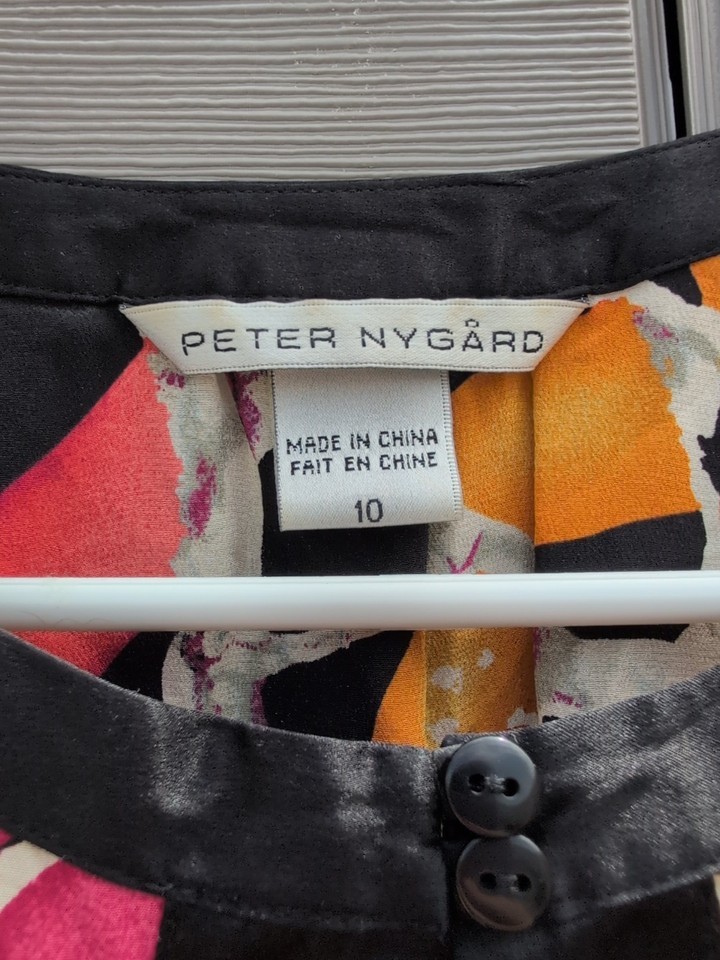 PETER NYGÅRD
MADE IN CHINA
FAIT EN CHINE
10